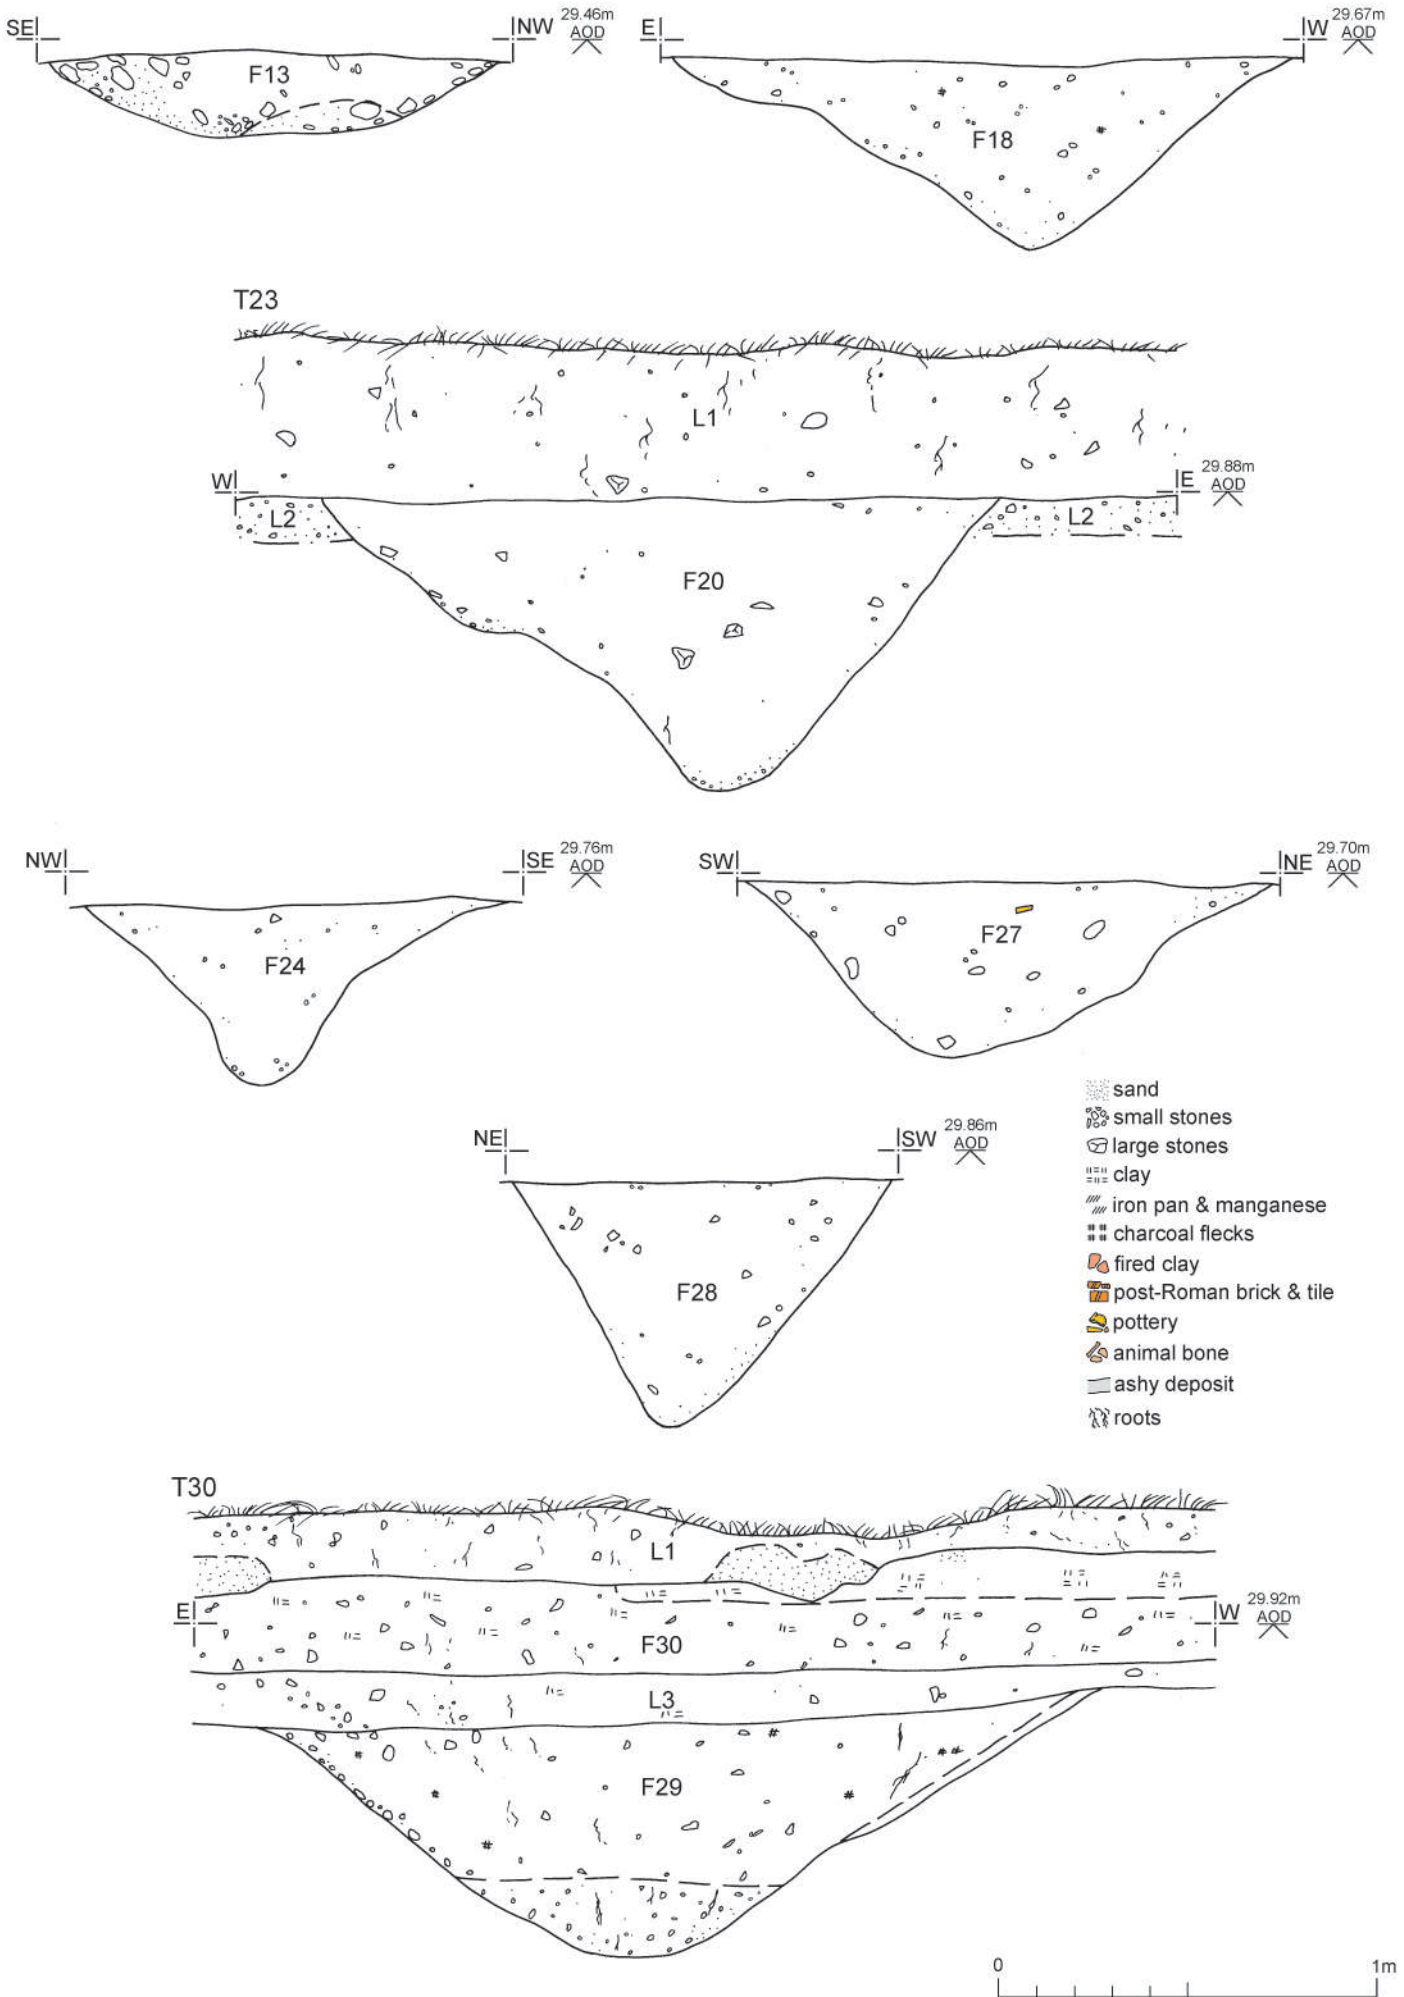 SE NW 29.46m
AOD
F13
E W 29.67m
AOD
F18
T23
L1
W E 29.88m
AOD
L2 L2
F20
NW SE 29.76m
AOD
F24
SW NE 29.70m
AOD
F27
NE SW 29.86m
AOD
F28
sand
small stones
large stones
clay
iron pan & manganese
charcoal flecks
fired clay
post-Roman brick & tile
pottery
animal bone
ashy deposit
roots
T30
L1
E W 29.92m
AOD
F30
L3
F29
0 1m